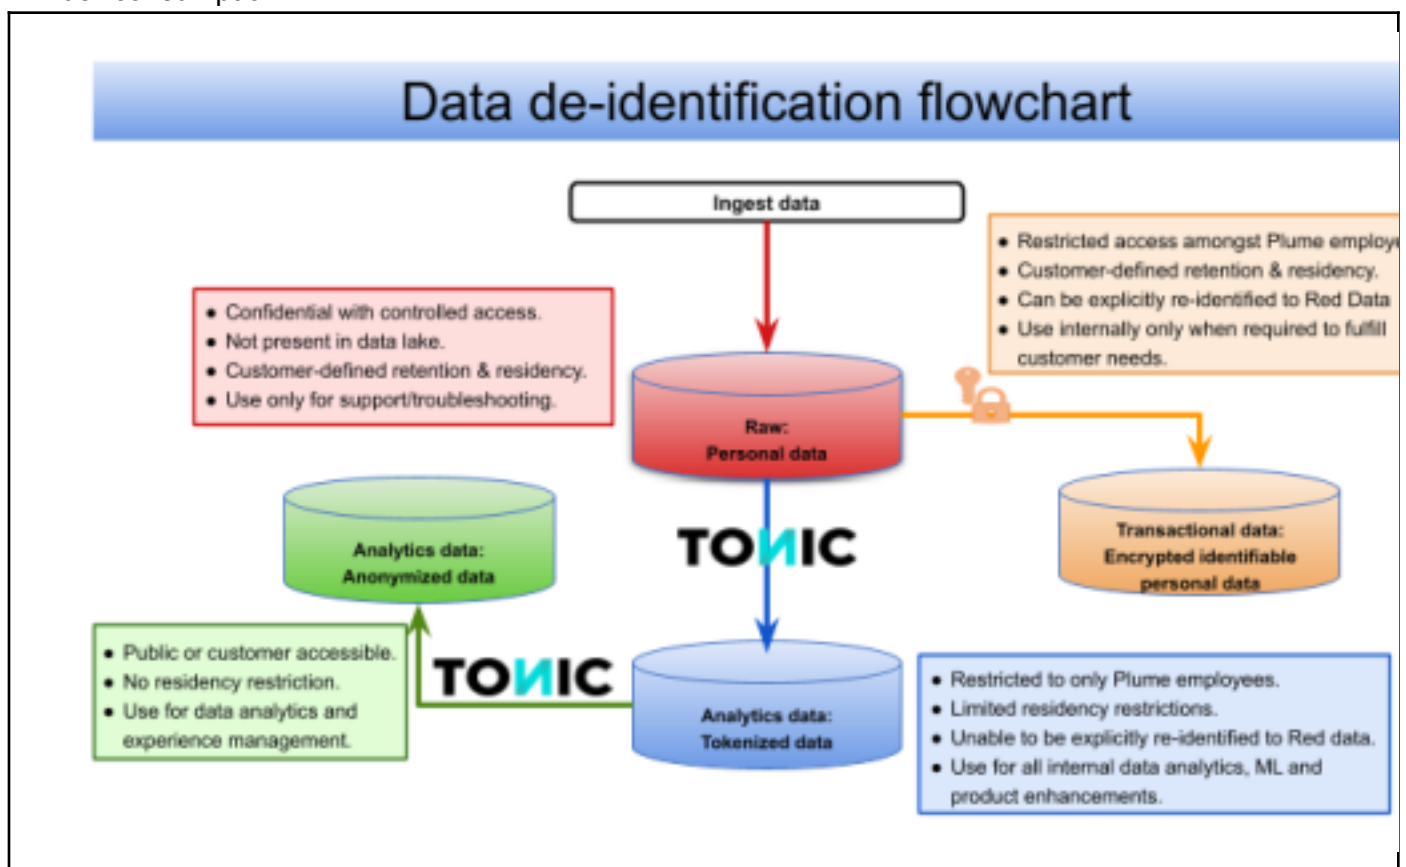 Data de-identification flowchart
Ingest data
● Restricted access amongst Plume employe
● Customer-defined retention & residency.
● Can be explicitly re-identified to Red Data
● Use internally only when required to fulfill
customer needs.
● Confidential with controlled access.
● Not present in data lake.
● Customer-defined retention & residency.
● Use only for support/troubleshooting.
Raw:
Personal data
Analytics data:
Anonymized data
TONIC
Transactional data:
Encrypted identifiable
personal data
● Public or customer accessible.
● No residency restriction.
● Use for data analytics and
experience management.
TONIC
Analytics data:
Tokenized data
● Restricted to only Plume employees.
● Limited residency restrictions.
● Unable to be explicitly re-identified to Red data.
● Use for all internal data analytics, ML and
product enhancements.